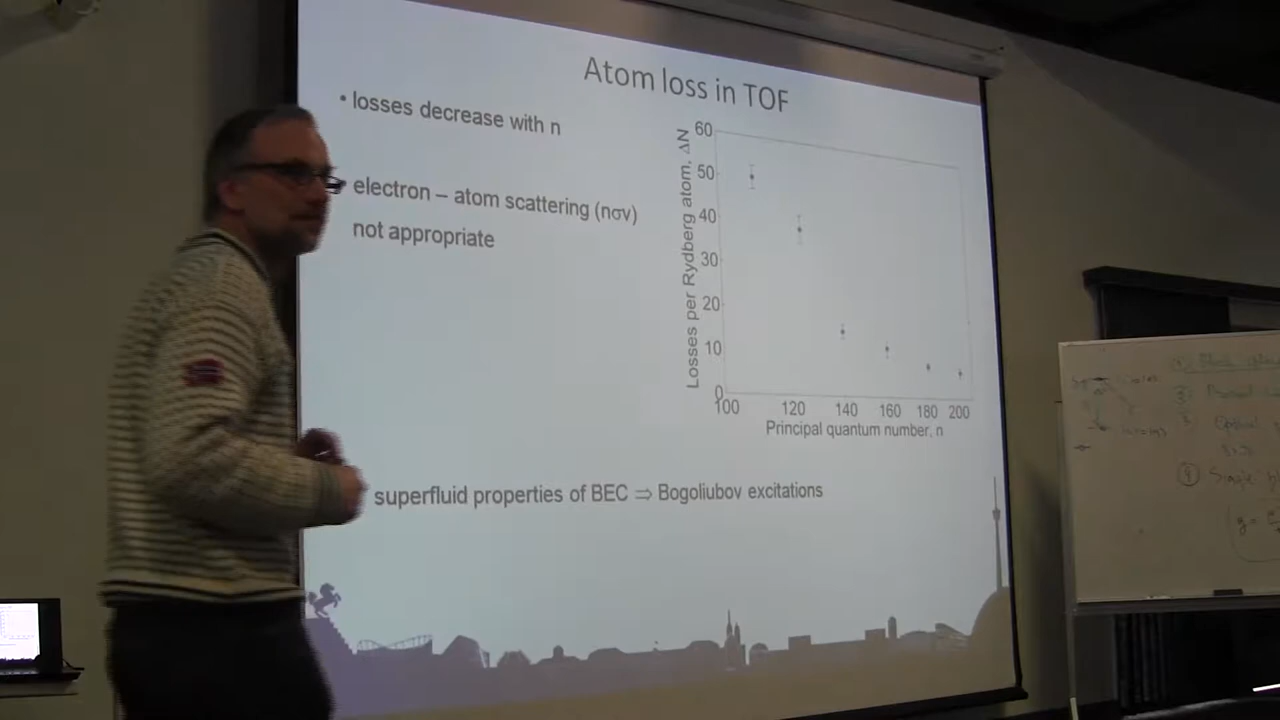 Atom loss in TOF
• losses decrease with n
• electron – atom scattering (nσv)
not appropriate
Losses per Rydberg atom, ΔN
60
50
40
30
20
10
0
100 120 140 160 180 200
Principal quantum number, n
superfluid properties of BEC ⇒ Bogoliubov excitations
④ Simple